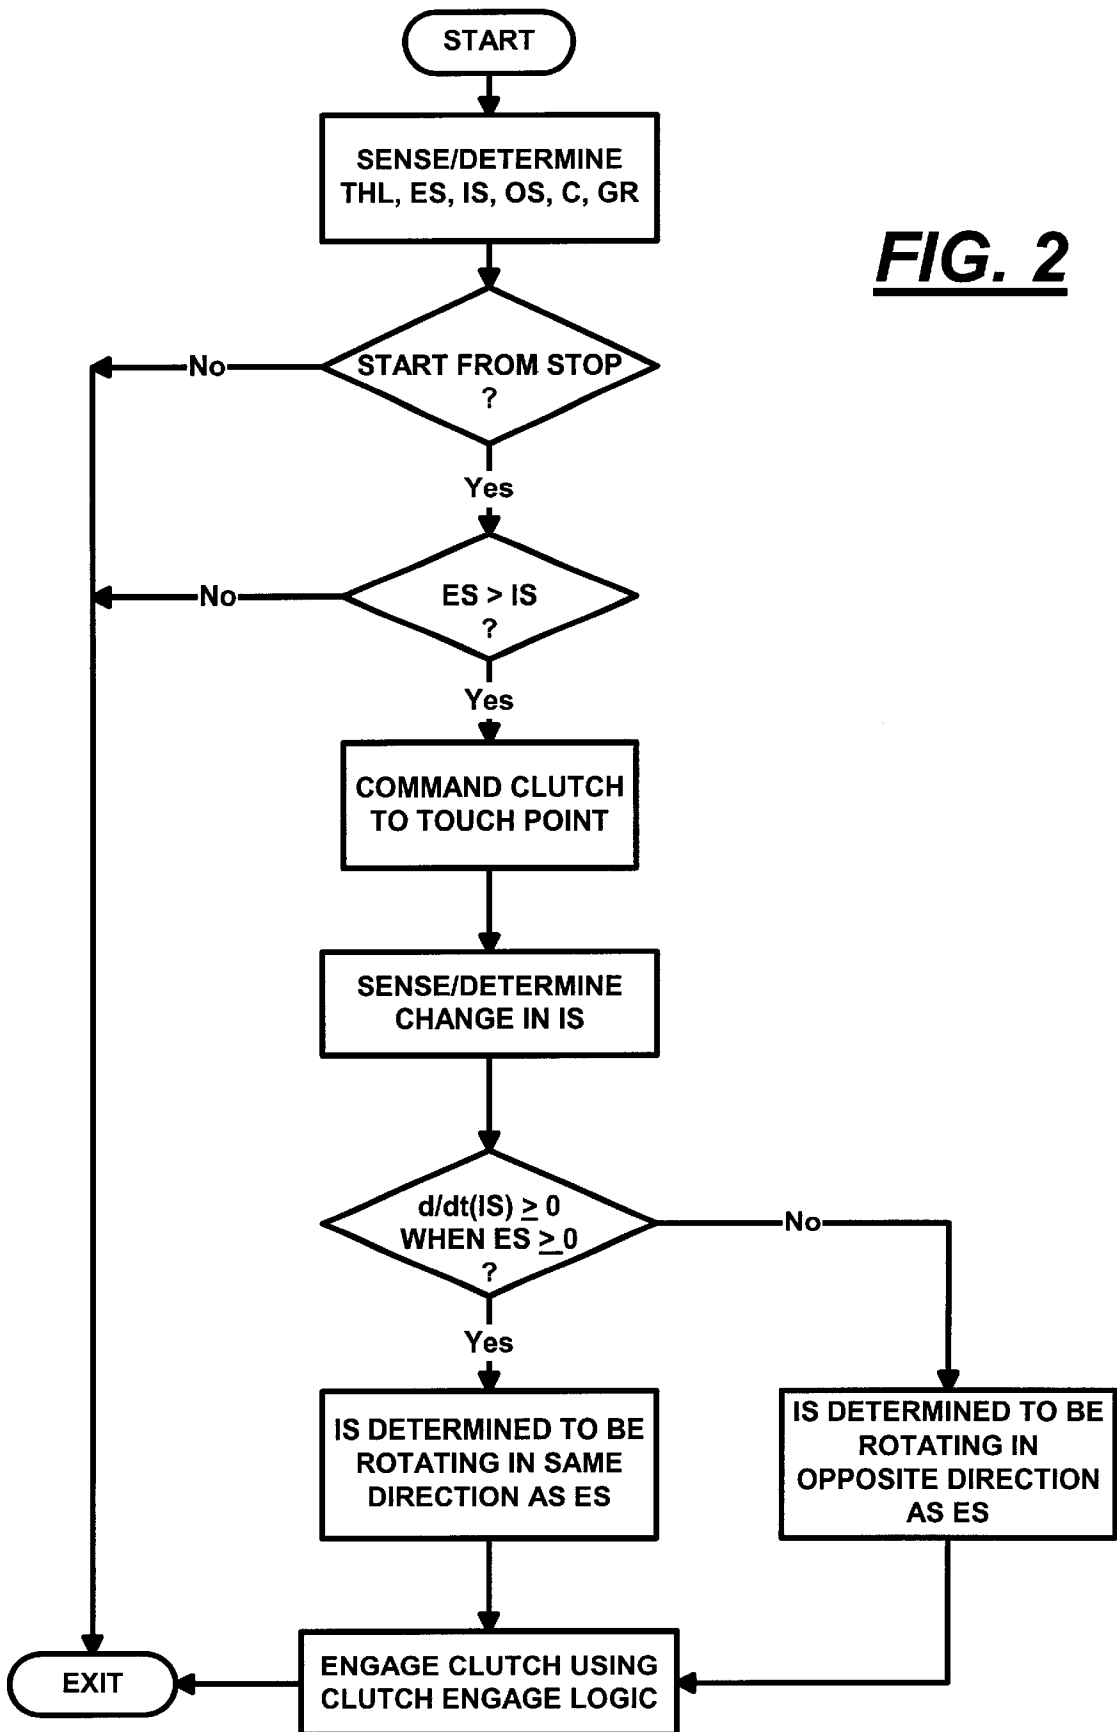 START
SENSE/DETERMINE
THL, ES, IS, OS, C, GR
FIG. 2
START FROM STOP
?
No
Yes
ES > IS
?
No
Yes
COMMAND CLUTCH
TO TOUCH POINT
SENSE/DETERMINE
CHANGE IN IS
d/dt(IS) ≥ 0
WHEN ES ≥ 0
?
No
Yes
IS DETERMINED TO BE
ROTATING IN SAME
DIRECTION AS ES
IS DETERMINED TO BE
ROTATING IN
OPPOSITE DIRECTION
AS ES
ENGAGE CLUTCH USING
CLUTCH ENGAGE LOGIC
EXIT